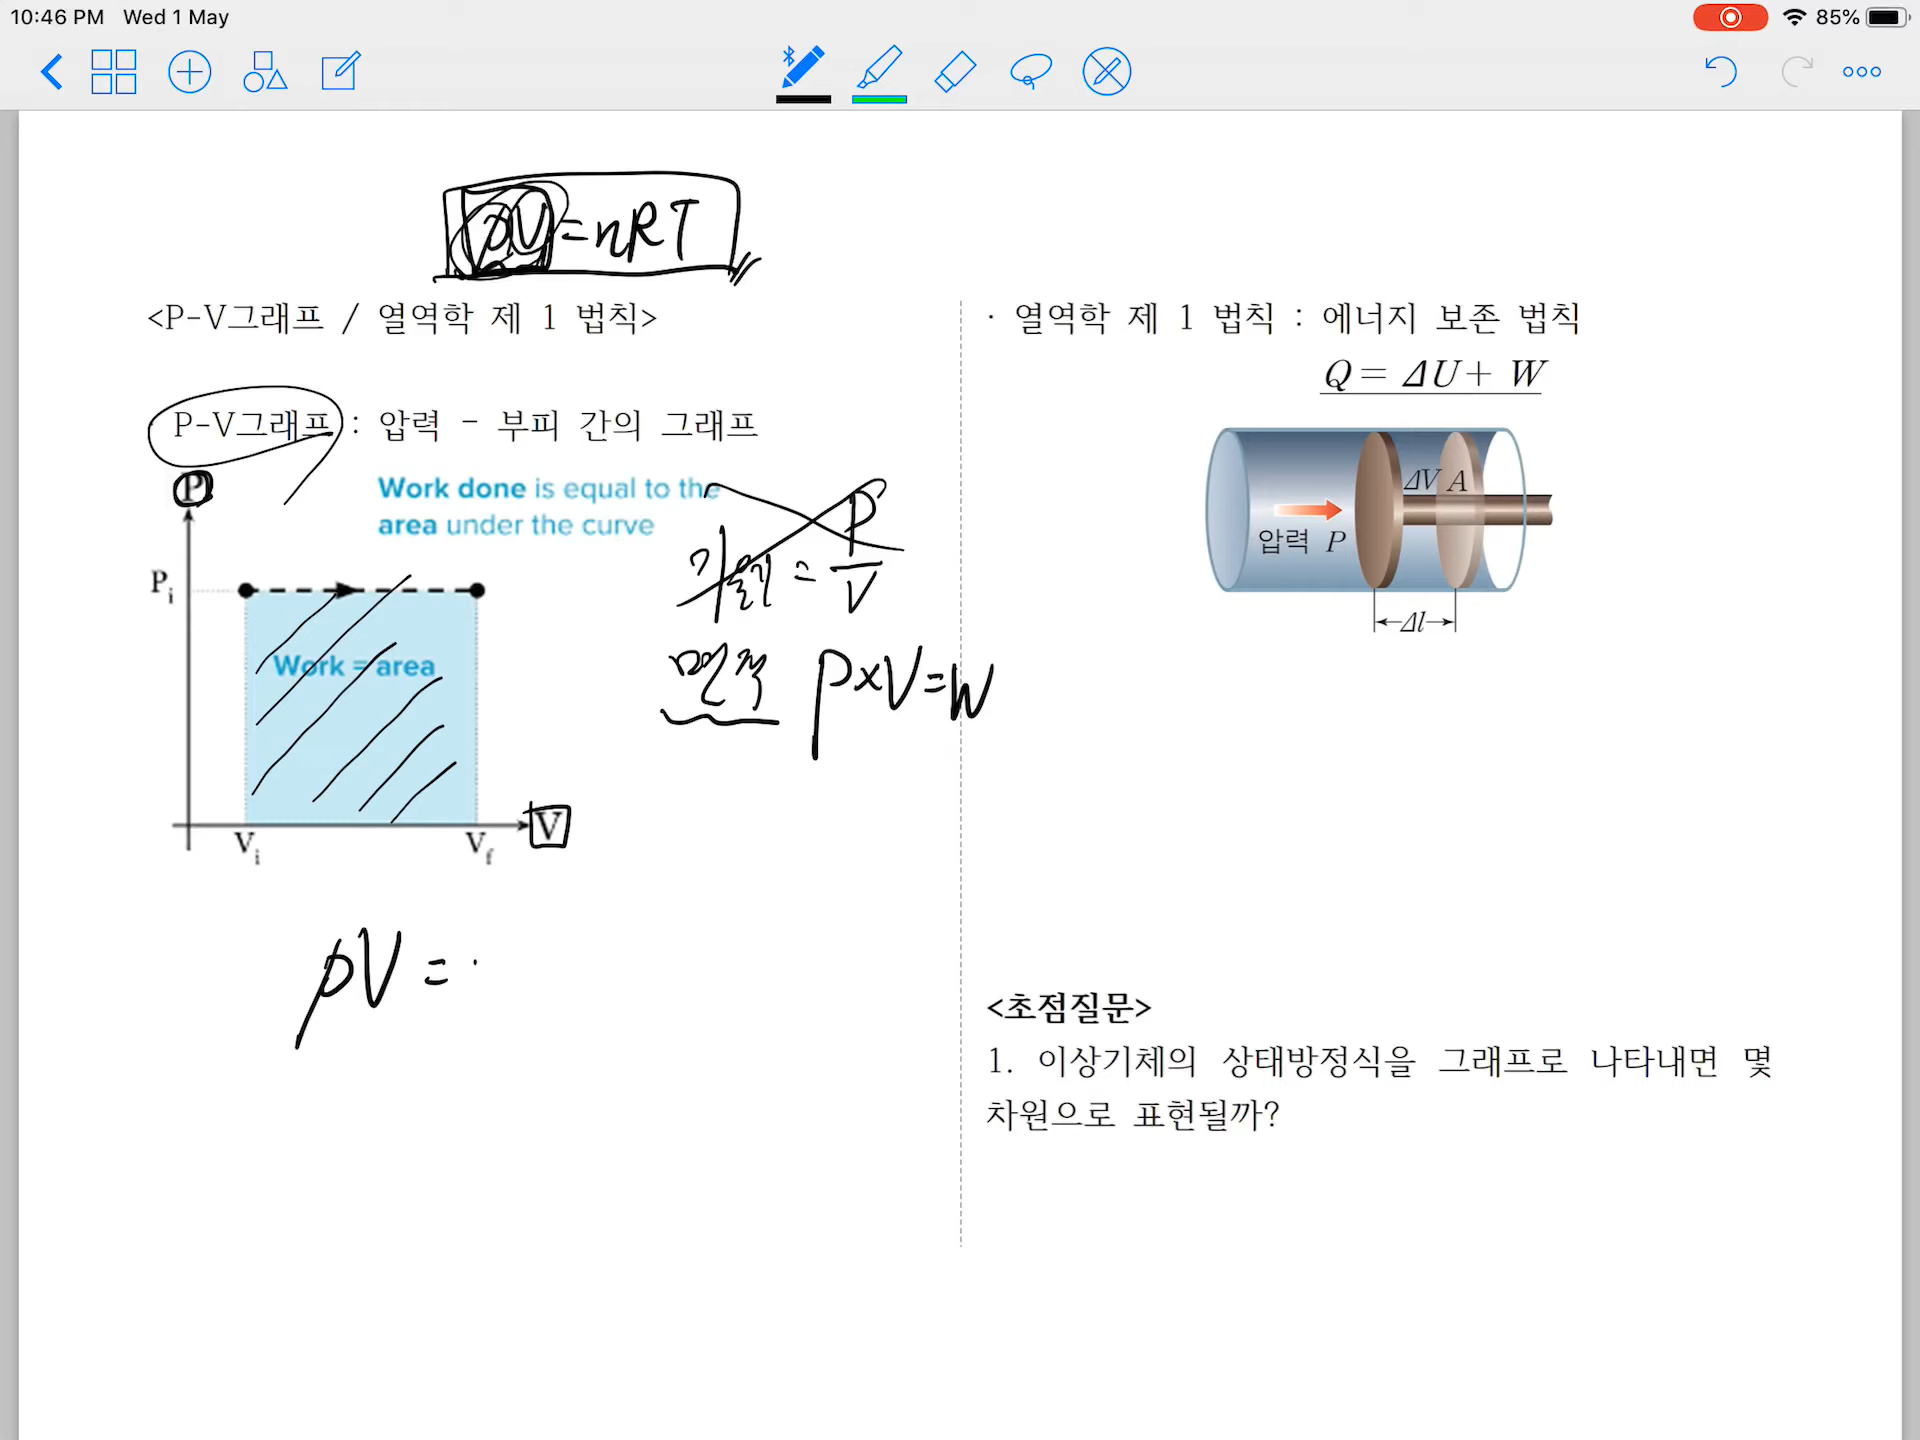 10:46 PM Wed 1 May
85%
pV=nRT
<P-V그래프 / 열역학 제 1 법칙>
P-V그래프 : 압력 - 부피 간의 그래프
P
Work done is equal to the
area under the curve
기울기 = P/V
P_i
Work = area
면적 P×V=W
V
V_i V_f
pV =
· 열역학 제 1 법칙 : 에너지 보존 법칙
Q = ΔU + W
ΔV A
압력 P
Δl
<초점질문>
1. 이상기체의 상태방정식을 그래프로 나타내면 몇
차원으로 표현될까?